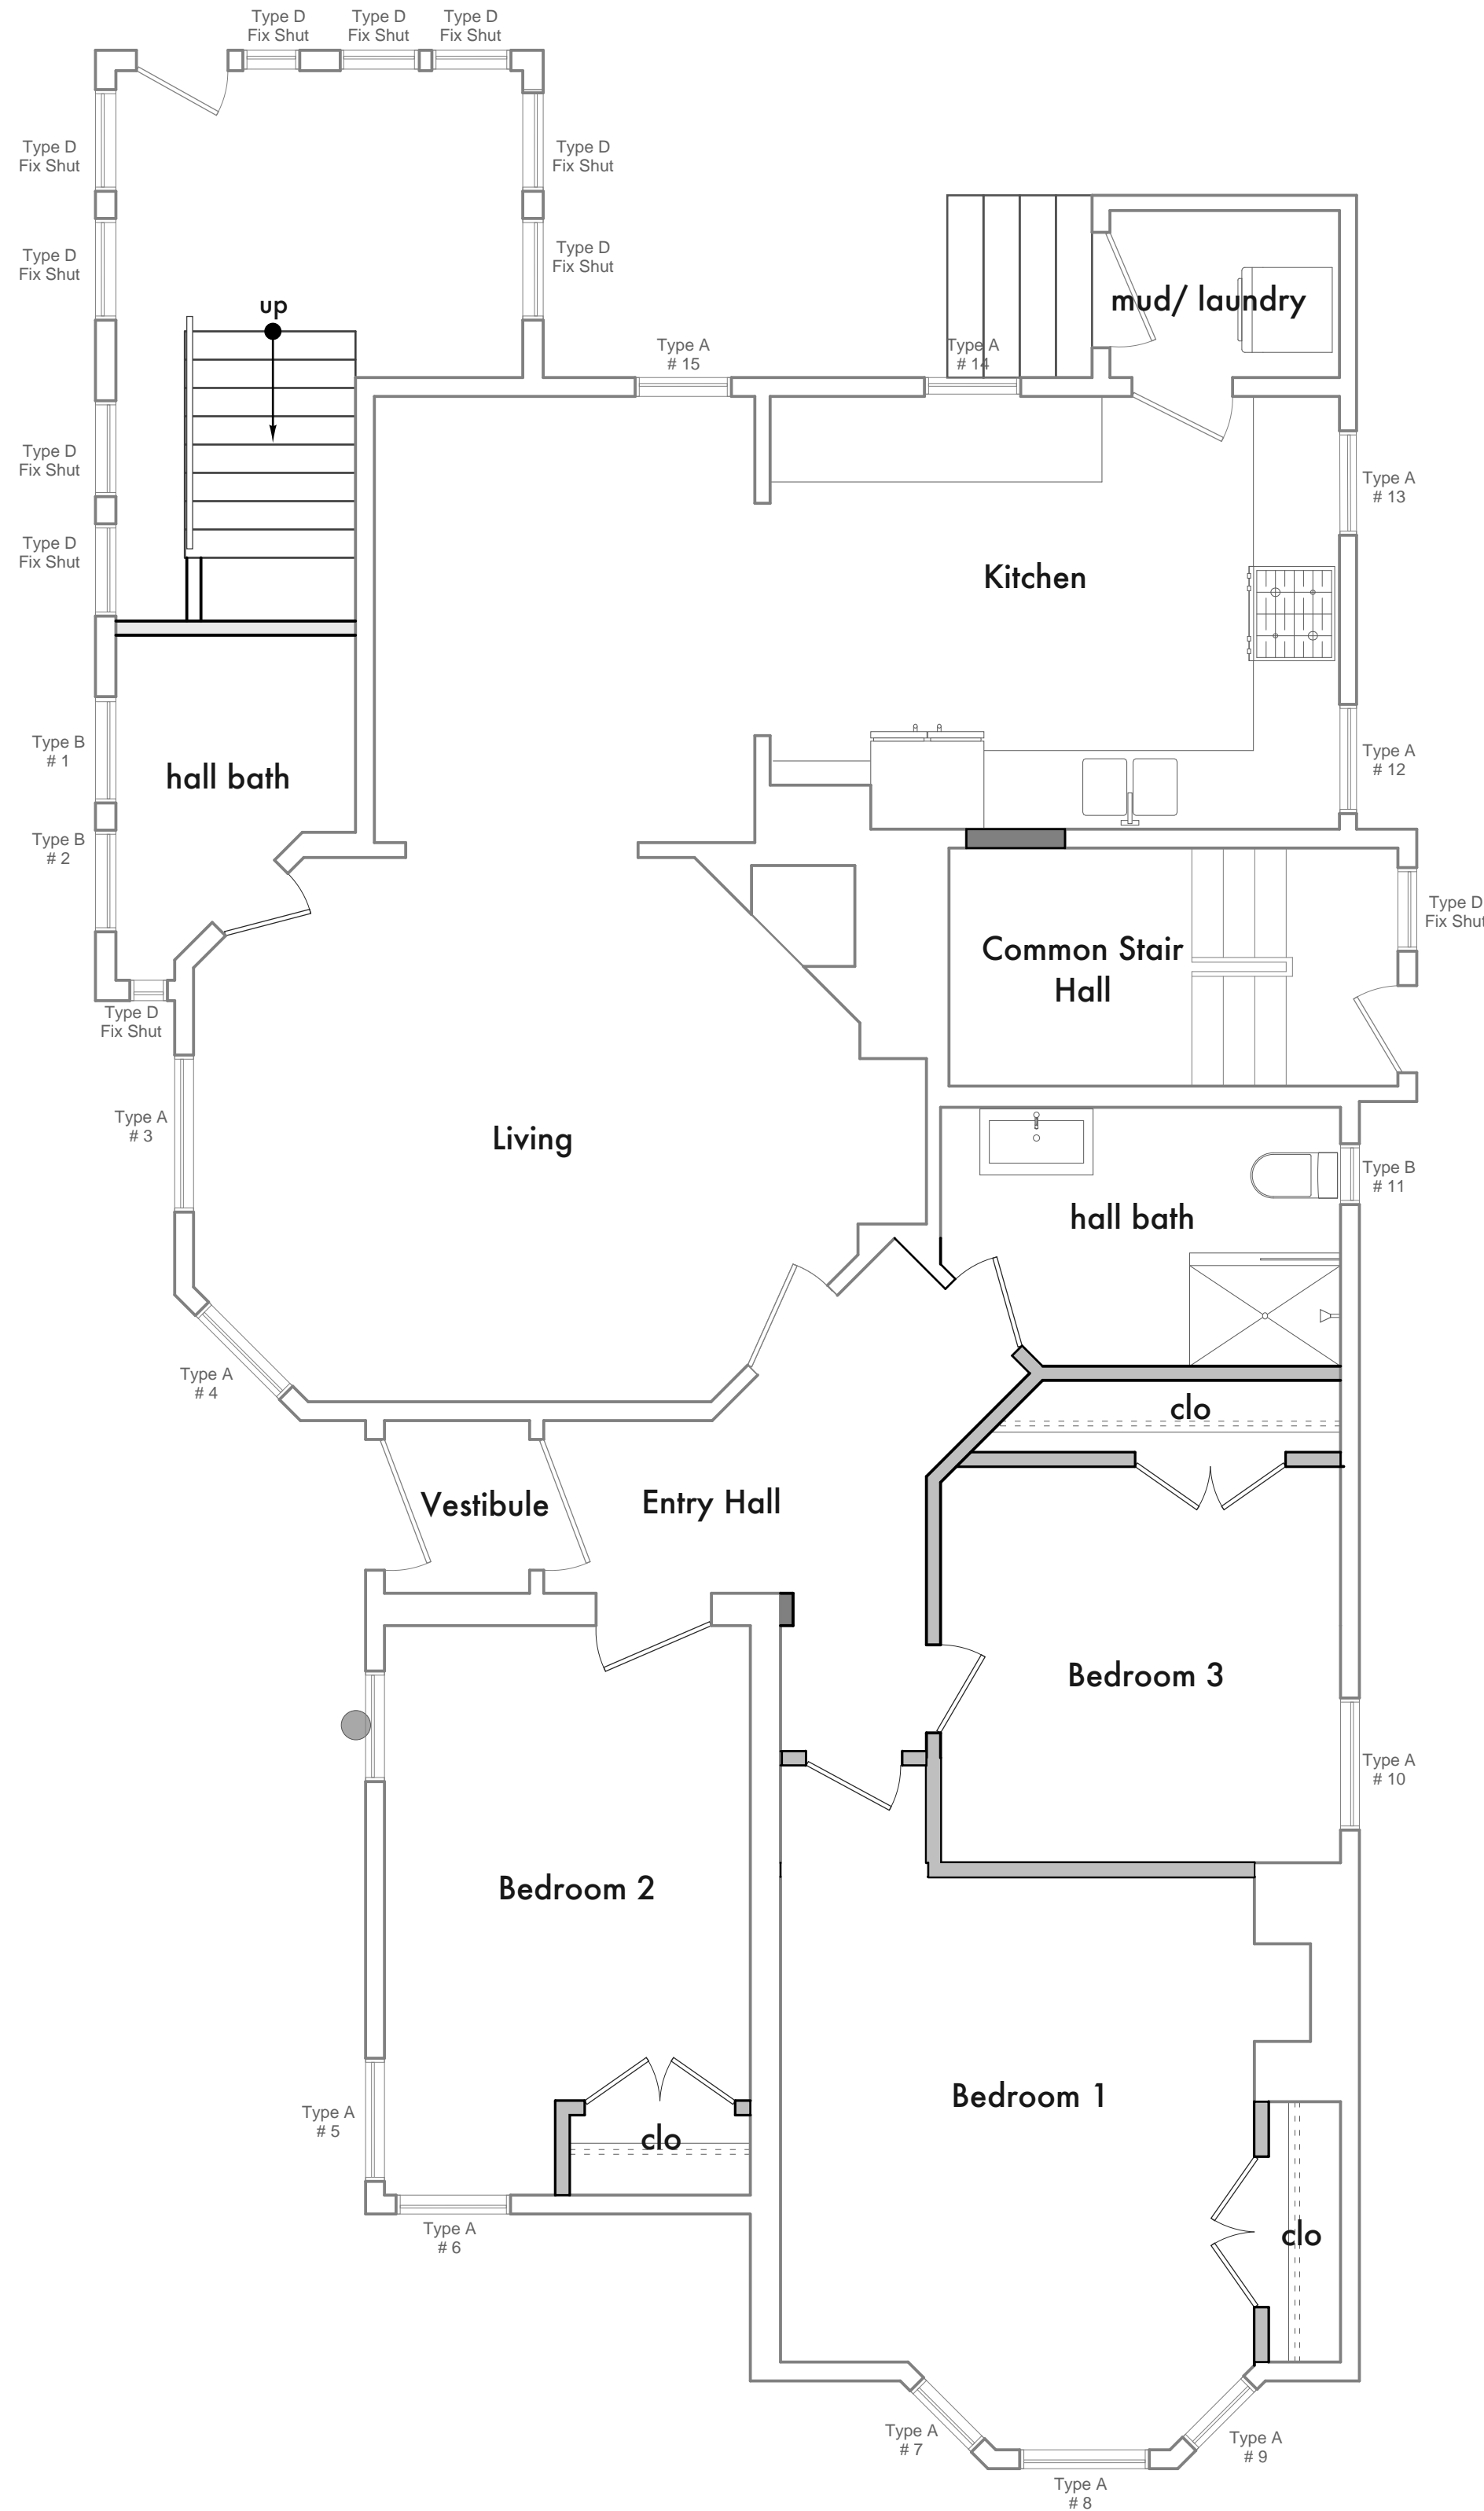 Type D
Fix Shut
Type D
Fix Shut
Type D
Fix Shut
Type D
Fix Shut
Type D
Fix Shut
Type D
Fix Shut
Type D
Fix Shut
up
mud/ laundry
Type A
# 15
Type A
# 14
Type D
Fix Shut
Type A
# 13
Type D
Fix Shut
Kitchen
Type B
# 1
hall bath
Type A
# 12
Type B
# 2
Type D
Fix Shut
Common Stair
Hall
Type D
Fix Shut
Type A
# 3
Living
Type B
# 11
hall bath
Type A
# 4
clo
Vestibule
Entry Hall
Bedroom 3
Type A
# 10
Bedroom 2
Bedroom 1
Type A
# 5
clo
Type A
# 6
clo
Type A
# 7
Type A
# 9
Type A
# 8